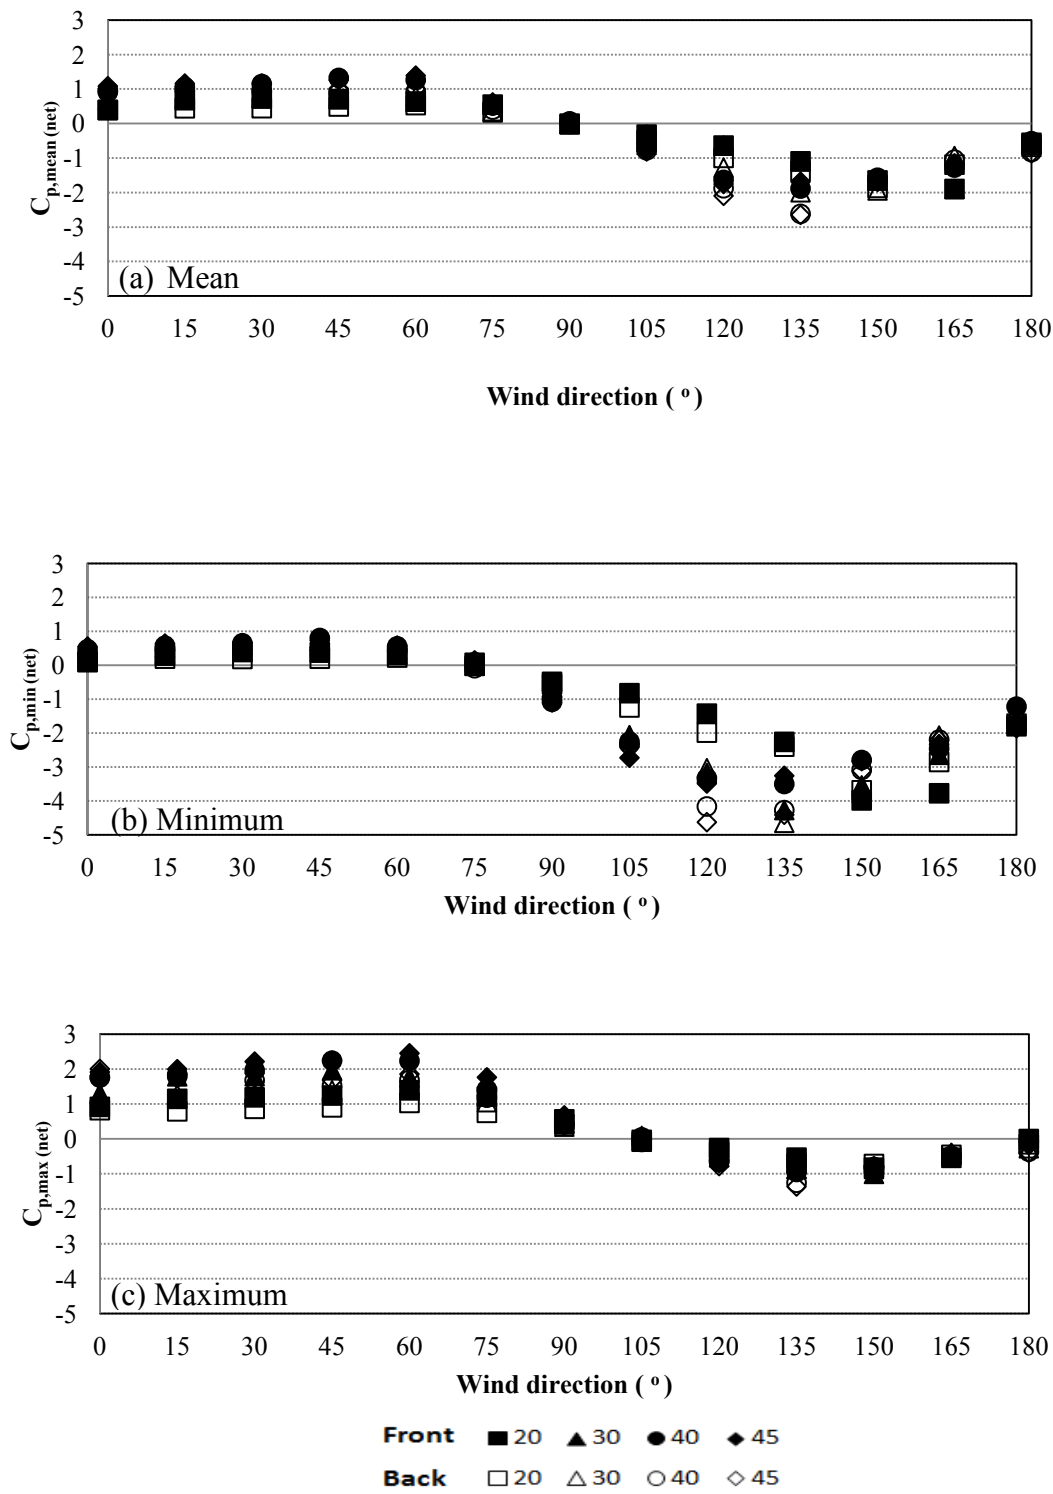 3
2
1
0
-1
-2
-3
-4
-5
C p,mean (net)
(a) Mean
0 15 30 45 60 75 90 105 120 135 150 165 180
Wind direction ( º )
3
2
1
0
-1
-2
-3
-4
-5
C p,min (net)
(b) Minimum
0 15 30 45 60 75 90 105 120 135 150 165 180
Wind direction ( º )
3
2
1
0
-1
-2
-3
-4
-5
C p,max (net)
(c) Maximum
0 15 30 45 60 75 90 105 120 135 150 165 180
Wind direction ( º )
Front ■ 20 ▲ 30 ● 40 ◆ 45
Back □ 20 △ 30 ○ 40 ◇ 45